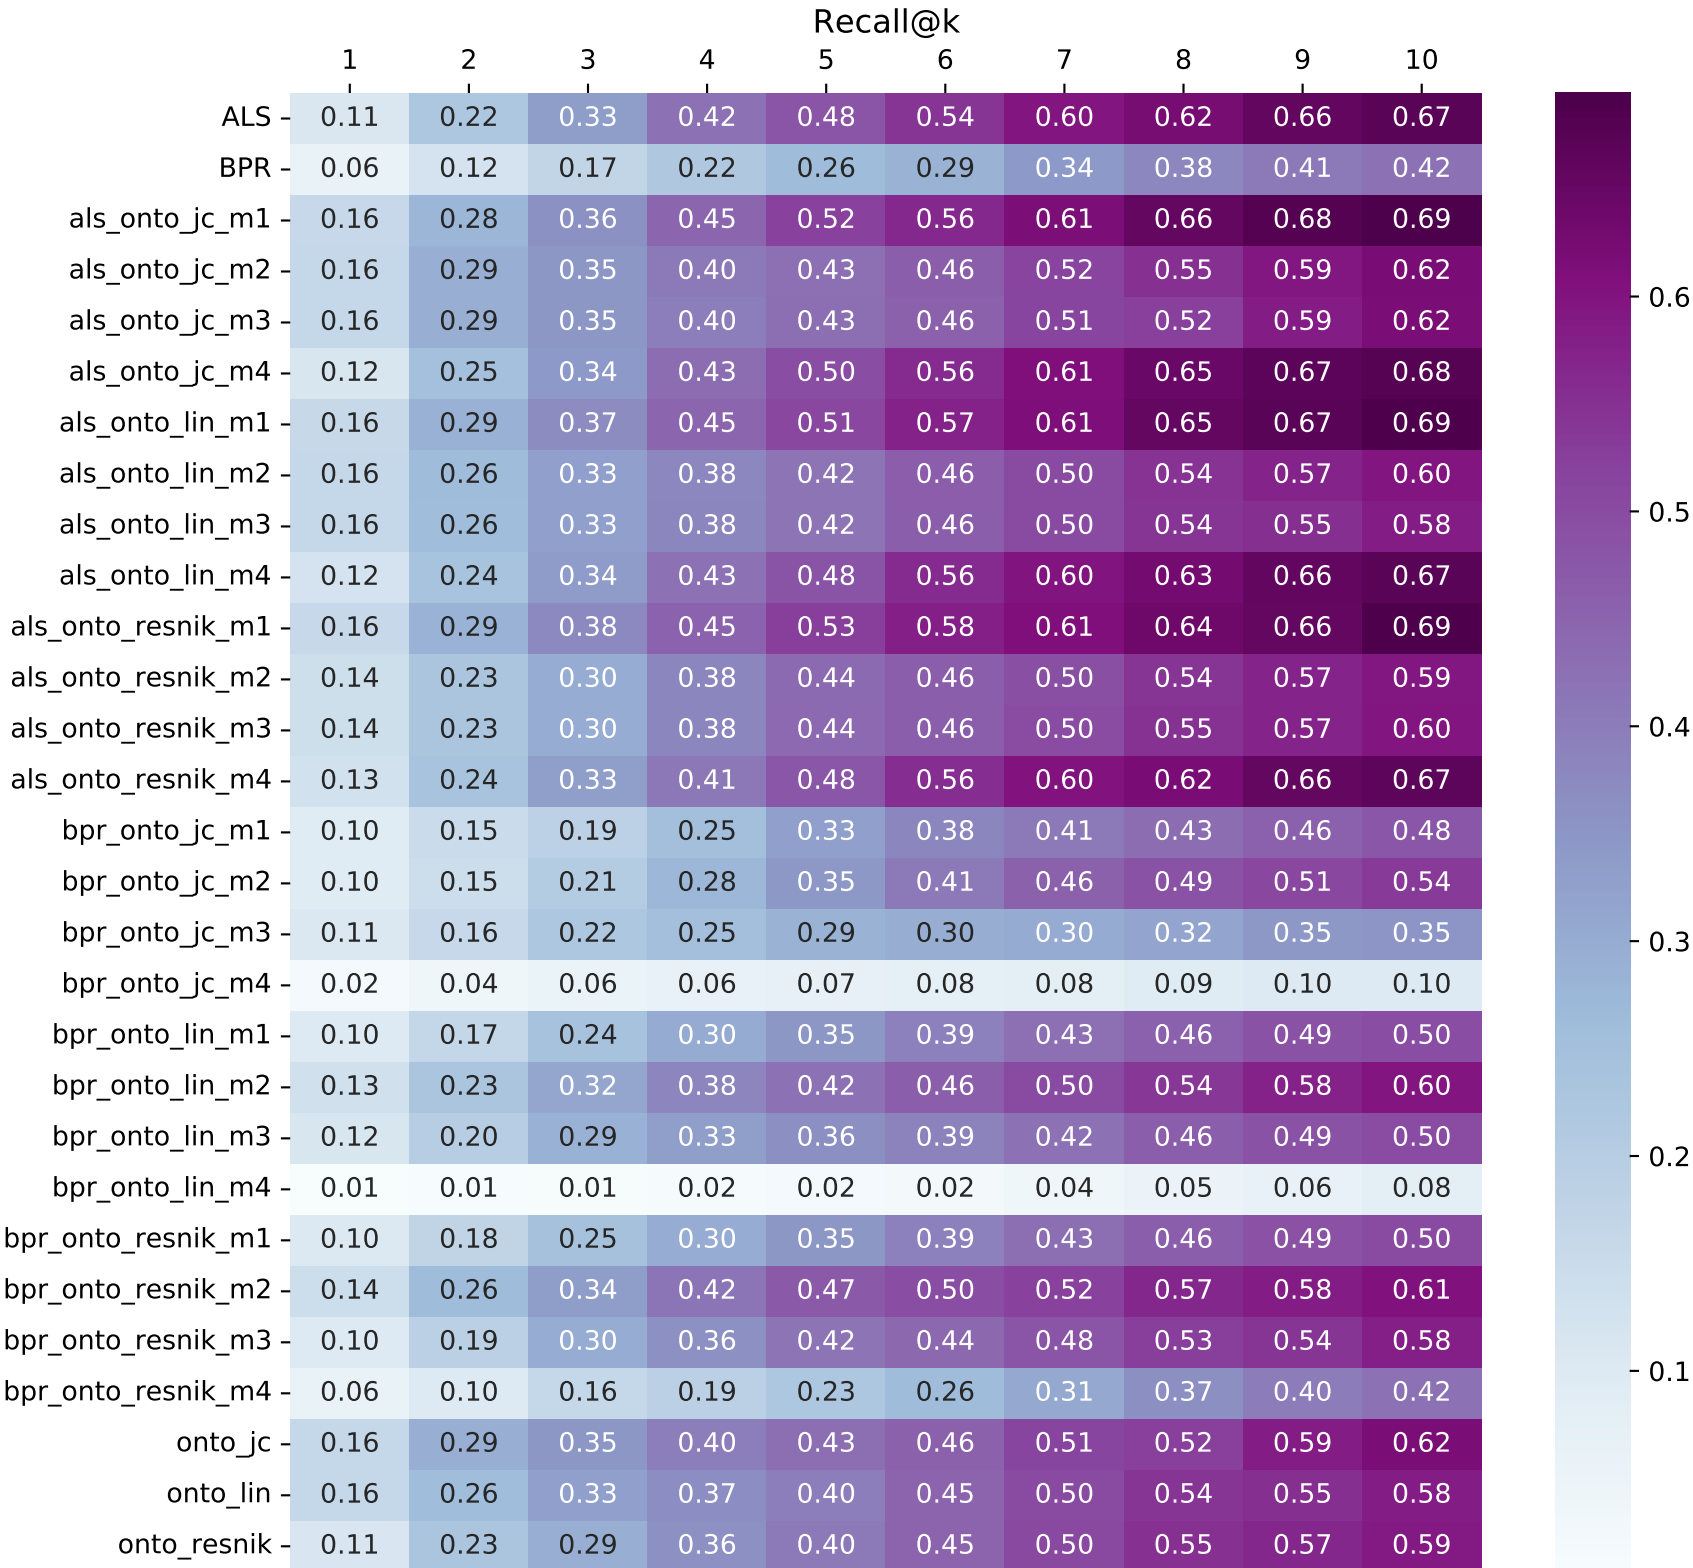 Recall@k
1 2 3 4 5 6 7 8 9 10
ALS 0.11 0.22 0.33 0.42 0.48 0.54 0.60 0.62 0.66 0.67
BPR 0.06 0.12 0.17 0.22 0.26 0.29 0.34 0.38 0.41 0.42
als_onto_jc_m1 0.16 0.28 0.36 0.45 0.52 0.56 0.61 0.66 0.68 0.69
als_onto_jc_m2 0.16 0.29 0.35 0.40 0.43 0.46 0.52 0.55 0.59 0.62
als_onto_jc_m3 0.16 0.29 0.35 0.40 0.43 0.46 0.51 0.52 0.59 0.62
als_onto_jc_m4 0.12 0.25 0.34 0.43 0.50 0.56 0.61 0.65 0.67 0.68
als_onto_lin_m1 0.16 0.29 0.37 0.45 0.51 0.57 0.61 0.65 0.67 0.69
als_onto_lin_m2 0.16 0.26 0.33 0.38 0.42 0.46 0.50 0.54 0.57 0.60
als_onto_lin_m3 0.16 0.26 0.33 0.38 0.42 0.46 0.50 0.54 0.55 0.58
als_onto_lin_m4 0.12 0.24 0.34 0.43 0.48 0.56 0.60 0.63 0.66 0.67
als_onto_resnik_m1 0.16 0.29 0.38 0.45 0.53 0.58 0.61 0.64 0.66 0.69
als_onto_resnik_m2 0.14 0.23 0.30 0.38 0.44 0.46 0.50 0.54 0.57 0.59
als_onto_resnik_m3 0.14 0.23 0.30 0.38 0.44 0.46 0.50 0.55 0.57 0.60
als_onto_resnik_m4 0.13 0.24 0.33 0.41 0.48 0.56 0.60 0.62 0.66 0.67
bpr_onto_jc_m1 0.10 0.15 0.19 0.25 0.33 0.38 0.41 0.43 0.46 0.48
bpr_onto_jc_m2 0.10 0.15 0.21 0.28 0.35 0.41 0.46 0.49 0.51 0.54
bpr_onto_jc_m3 0.11 0.16 0.22 0.25 0.29 0.30 0.30 0.32 0.35 0.35
bpr_onto_jc_m4 0.02 0.04 0.06 0.06 0.07 0.08 0.08 0.09 0.10 0.10
bpr_onto_lin_m1 0.10 0.17 0.24 0.30 0.35 0.39 0.43 0.46 0.49 0.50
bpr_onto_lin_m2 0.13 0.23 0.32 0.38 0.42 0.46 0.50 0.54 0.58 0.60
bpr_onto_lin_m3 0.12 0.20 0.29 0.33 0.36 0.39 0.42 0.46 0.49 0.50
bpr_onto_lin_m4 0.01 0.01 0.01 0.02 0.02 0.02 0.04 0.05 0.06 0.08
bpr_onto_resnik_m1 0.10 0.18 0.25 0.30 0.35 0.39 0.43 0.46 0.49 0.50
bpr_onto_resnik_m2 0.14 0.26 0.34 0.42 0.47 0.50 0.52 0.57 0.58 0.61
bpr_onto_resnik_m3 0.10 0.19 0.30 0.36 0.42 0.44 0.48 0.53 0.54 0.58
bpr_onto_resnik_m4 0.06 0.10 0.16 0.19 0.23 0.26 0.31 0.37 0.40 0.42
onto_jc 0.16 0.29 0.35 0.40 0.43 0.46 0.51 0.52 0.59 0.62
onto_lin 0.16 0.26 0.33 0.37 0.40 0.45 0.50 0.54 0.55 0.58
onto_resnik 0.11 0.23 0.29 0.36 0.40 0.45 0.50 0.55 0.57 0.59
0.6
0.5
0.4
0.3
0.2
0.1